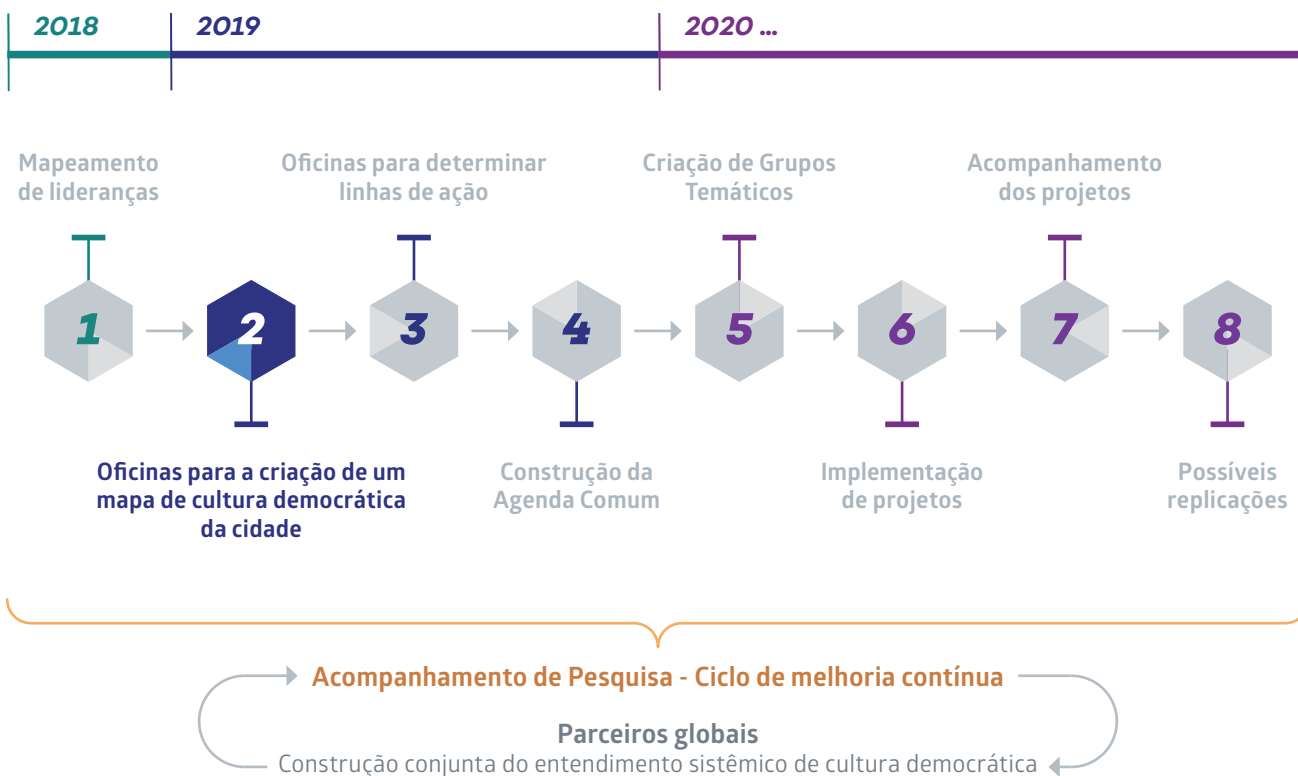 2018
2019
2020 ...
Mapeamento
de lideranças
Oficinas para determinar
linhas de ação
Criação de Grupos
Temáticos
Acompanhamento
dos projetos
1
2
3
4
5
6
7
8
Oficinas para a criação de um
mapa de cultura democrática
da cidade
Construção da
Agenda Comum
Implementação
de projetos
Possíveis
replicações
Acompanhamento de Pesquisa - Ciclo de melhoria contínua
Parceiros globais
Construção conjunta do entendimento sistêmico de cultura democrática